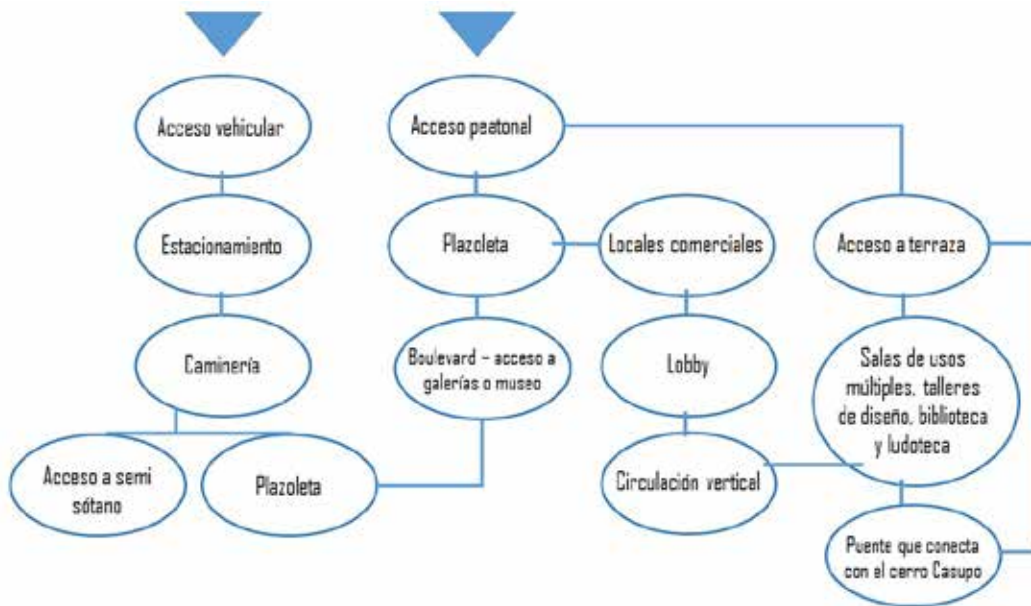 Acceso vehicular
Acceso peatonal
Estacionamiento
Plazoleta
Locales comerciales
Acceso a terraza
Caminería
Boulevard – acceso a
galerías o museo
Lobby
Salas de usos
múltiples, talleres
de diseño, biblioteca
y ludoteca
Acceso a semi
sótano
Plazoleta
Circulación vertical
Puente que conecta
con el cerro Casupo